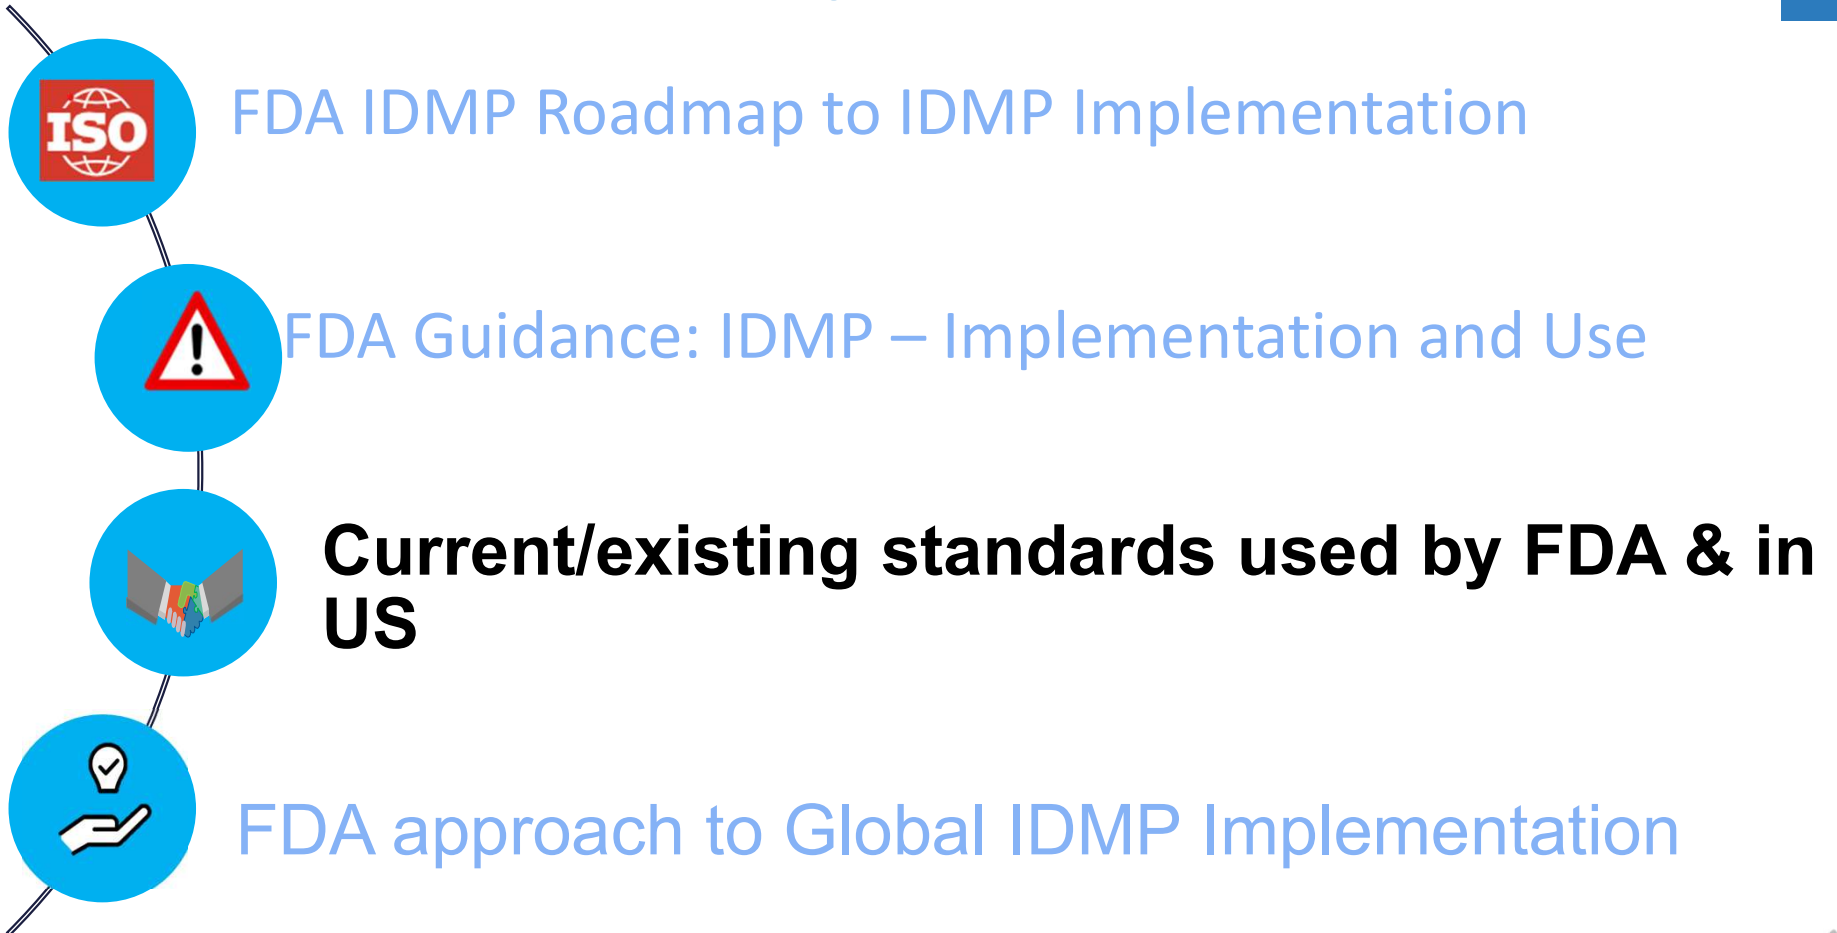 ISO
FDA IDMP Roadmap to IDMP Implementation
FDA Guidance: IDMP – Implementation and Use
Current/existing standards used by FDA & in
US
FDA approach to Global IDMP Implementation